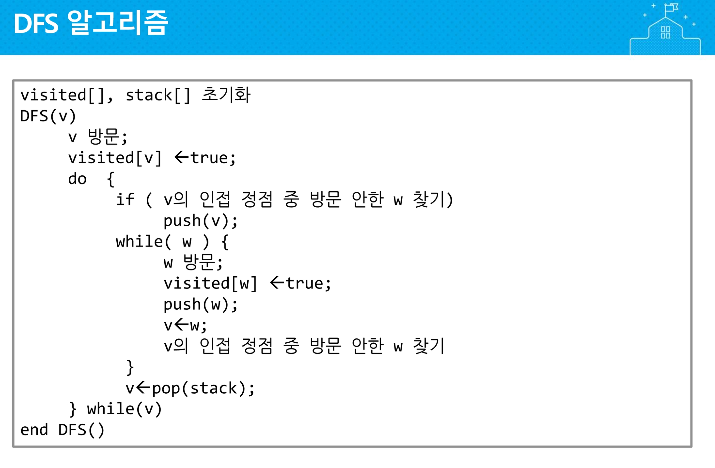 DFS 알고리즘
visited[], stack[] 초기화
DFS(v)
v 방문;
visited[v] ←true;
do {
if ( v의 인접 정점 중 방문 안한 w 찾기)
push(v);
while( w ) {
w 방문;
visited[w] ←true;
push(w);
v←w;
v의 인접 정점 중 방문 안한 w 찾기
}
v←pop(stack);
} while(v)
end DFS()